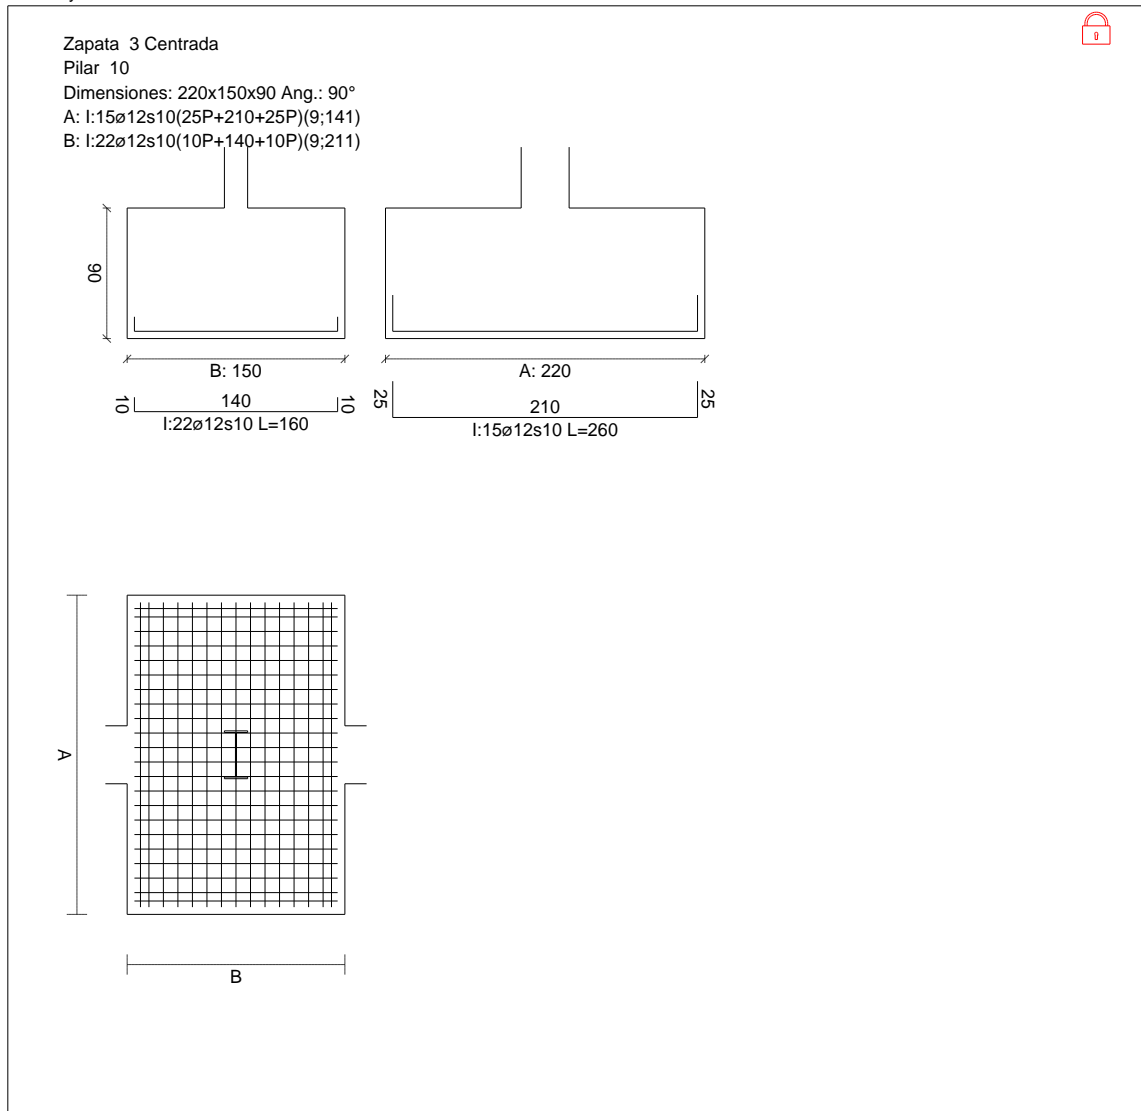 Zapata 3 Centrada
Pilar 10
Dimensiones: 220x150x90 Ang.: 90°
A: I:15ø12s10(25P+210+25P)(9;141)
B: I:22ø12s10(10P+140+10P)(9;211)
90
B: 150
A: 220
10 140 10
I:22ø12s10 L=160
25 210 25
I:15ø12s10 L=260
A
B